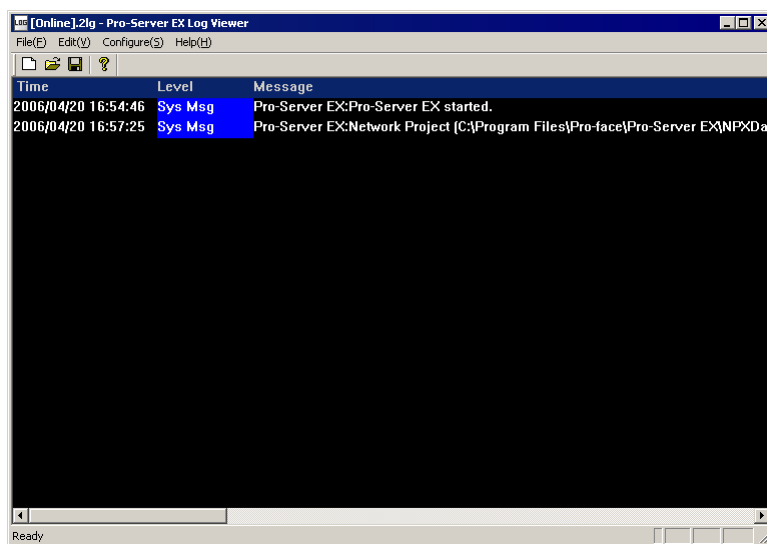 LOG [Online].2lg - Pro-Server EX Log Viewer
File(F) Edit(V) Configure(S) Help(H)
Time Level Message
2006/04/20 16:54:46 Sys Msg Pro-Server EX:Pro-Server EX started.
2006/04/20 16:57:25 Sys Msg Pro-Server EX:Network Project (C:\Program Files\Pro-face\Pro-Server EX\NPXDa
Ready